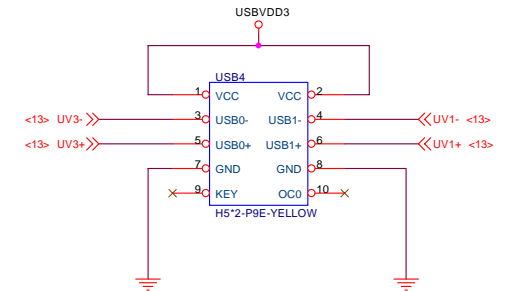 USBVDD3
USB4
1 VCC VCC 2
<13> UV3- 3 USB0- USB1- 4 UV1- <13>
<13> UV3+ 5 USB0+ USB1+ 6 UV1+ <13>
7 GND GND 8
9 KEY OC0 10
H5*2-P9E-YELLOW